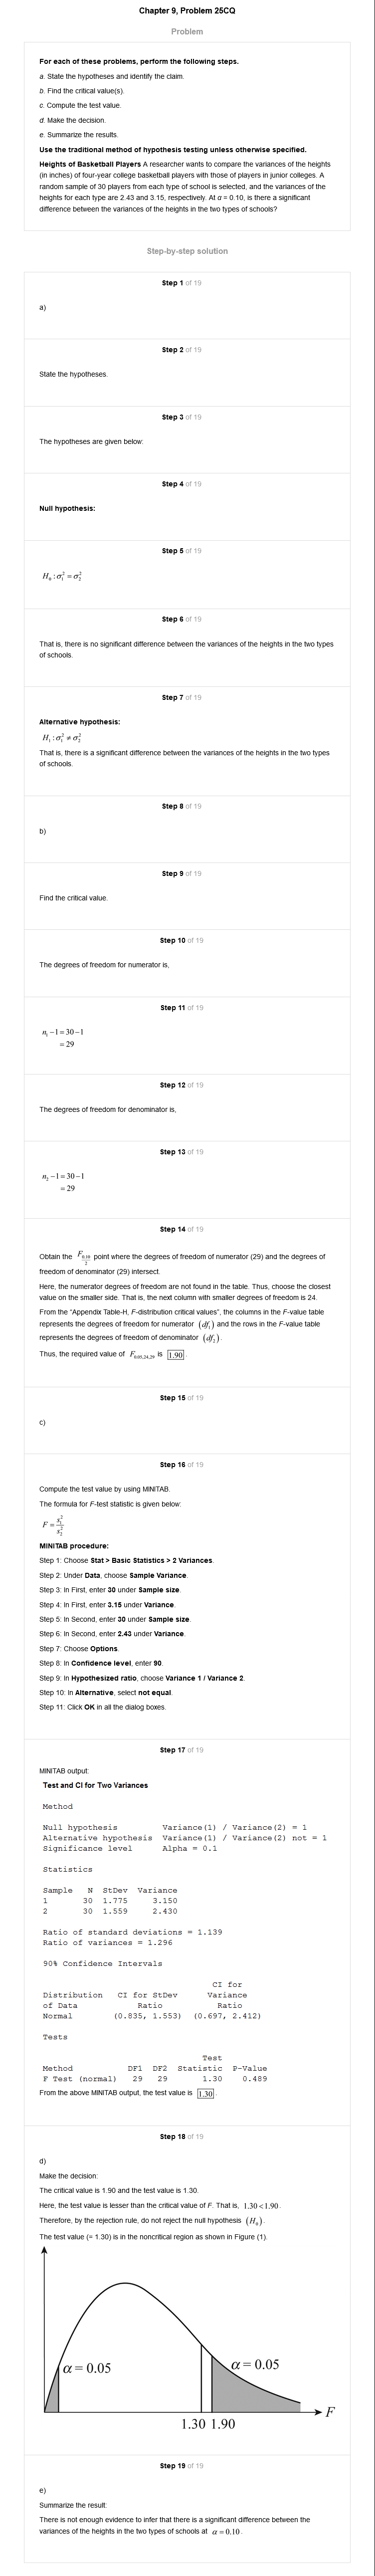 Chapter 9, Problem 25CQ
Problem
For each of these problems, perform the following steps.
a. State the hypotheses and identify the claim.
b. Find the critical value(s).
c. Compute the test value.
d. Make the decision.
e. Summarize the results.
Use the traditional method of hypothesis testing unless otherwise specified.
Heights of Basketball Players A researcher wants to compare the variances of the heights
(in inches) of four-year college basketball players with those of players in junior colleges. A
random sample of 30 players from each type of school is selected, and the variances of the
heights for each type are 2.43 and 3.15, respectively. At α = 0.10, is there a significant
difference between the variances of the heights in the two types of schools?
Step-by-step solution
Step 1 of 19
a)
Step 2 of 19
State the hypotheses.
Step 3 of 19
The hypotheses are given below:
Step 4 of 19
Null hypothesis:
Step 5 of 19
H₀ : σ₁² = σ₂²
Step 6 of 19
That is, there is no significant difference between the variances of the heights in the two types
of schools.
Step 7 of 19
Alternative hypothesis:
H₁ : σ₁² ≠ σ₂²
That is, there is a significant difference between the variances of the heights in the two types
of schools.
Step 8 of 19
b)
Step 9 of 19
Find the critical value.
Step 10 of 19
The degrees of freedom for numerator is,
Step 11 of 19
n₁ − 1 = 30 − 1
= 29
Step 12 of 19
The degrees of freedom for denominator is,
Step 13 of 19
n₂ − 1 = 30 − 1
= 29
Step 14 of 19
Obtain the F0.10/2 point where the degrees of freedom of numerator (29) and the degrees of
freedom of denominator (29) intersect.
Here, the numerator degrees of freedom are not found in the table. Thus, choose the closest
value on the smaller side. That is, the next column with smaller degrees of freedom is 24.
From the "Appendix Table-H, F-distribution critical values", the columns in the F-value table
represents the degrees of freedom for numerator (df₁) and the rows in the F-value table
represents the degrees of freedom of denominator (df₂).
Thus, the required value of F0.05,24,29 is 1.90.
Step 15 of 19
c)
Step 16 of 19
Compute the test value by using MINITAB.
The formula for F-test statistic is given below:
F = s₁²/s₂²
MINITAB procedure:
Step 1: Choose Stat > Basic Statistics > 2 Variances.
Step 2: Under Data, choose Sample Variance.
Step 3: In First, enter 30 under Sample size.
Step 4: In First, enter 3.15 under Variance.
Step 5: In Second, enter 30 under Sample size.
Step 6: In Second, enter 2.43 under Variance.
Step 7: Choose Options.
Step 8: In Confidence level, enter 90.
Step 9: In Hypothesized ratio, choose Variance 1 / Variance 2.
Step 10: In Alternative, select not equal.
Step 11: Click OK in all the dialog boxes.
Step 17 of 19
MINITAB output:
Test and CI for Two Variances
Method
Null hypothesis Variance(1) / Variance(2) = 1
Alternative hypothesis Variance(1) / Variance(2) not = 1
Significance level Alpha = 0.1
Statistics
Sample N StDev Variance
1 30 1.775 3.150
2 30 1.559 2.430
Ratio of standard deviations = 1.139
Ratio of variances = 1.296
90% Confidence Intervals
CI for
Distribution CI for StDev Variance
of Data Ratio Ratio
Normal (0.835, 1.553) (0.697, 2.412)
Tests
Test
Method DF1 DF2 Statistic P-Value
F Test (normal) 29 29 1.30 0.489
From the above MINITAB output, the test value is 1.30.
Step 18 of 19
d)
Make the decision:
The critical value is 1.90 and the test value is 1.30.
Here, the test value is lesser than the critical value of F. That is, 1.30 < 1.90.
Therefore, by the rejection rule, do not reject the null hypothesis (H₀).
The test value (= 1.30) is in the noncritical region as shown in Figure (1).
α = 0.05 α = 0.05
F
1.30 1.90
Step 19 of 19
e)
Summarize the result:
There is not enough evidence to infer that there is a significant difference between the
variances of the heights in the two types of schools at α = 0.10.